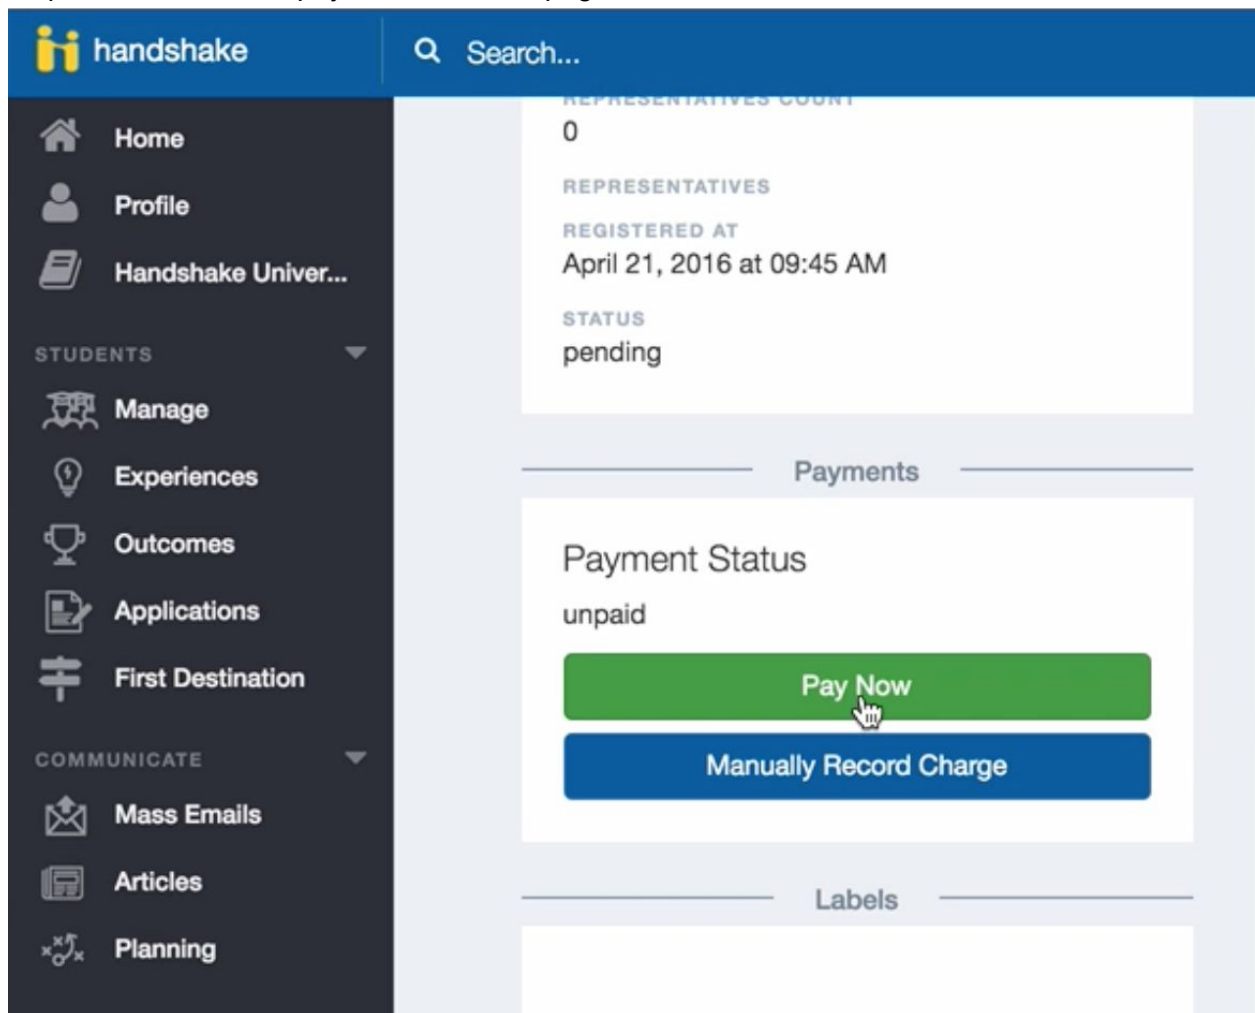 handshake
Search...
Home
Profile
Handshake Univer...
STUDENTS
Manage
Experiences
Outcomes
Applications
First Destination
COMMUNICATE
Mass Emails
Articles
Planning
REPRESENTATIVES COUNT
0
REPRESENTATIVES
REGISTERED AT
April 21, 2016 at 09:45 AM
STATUS
pending
Payments
Payment Status
unpaid
Pay Now
Manually Record Charge
Labels